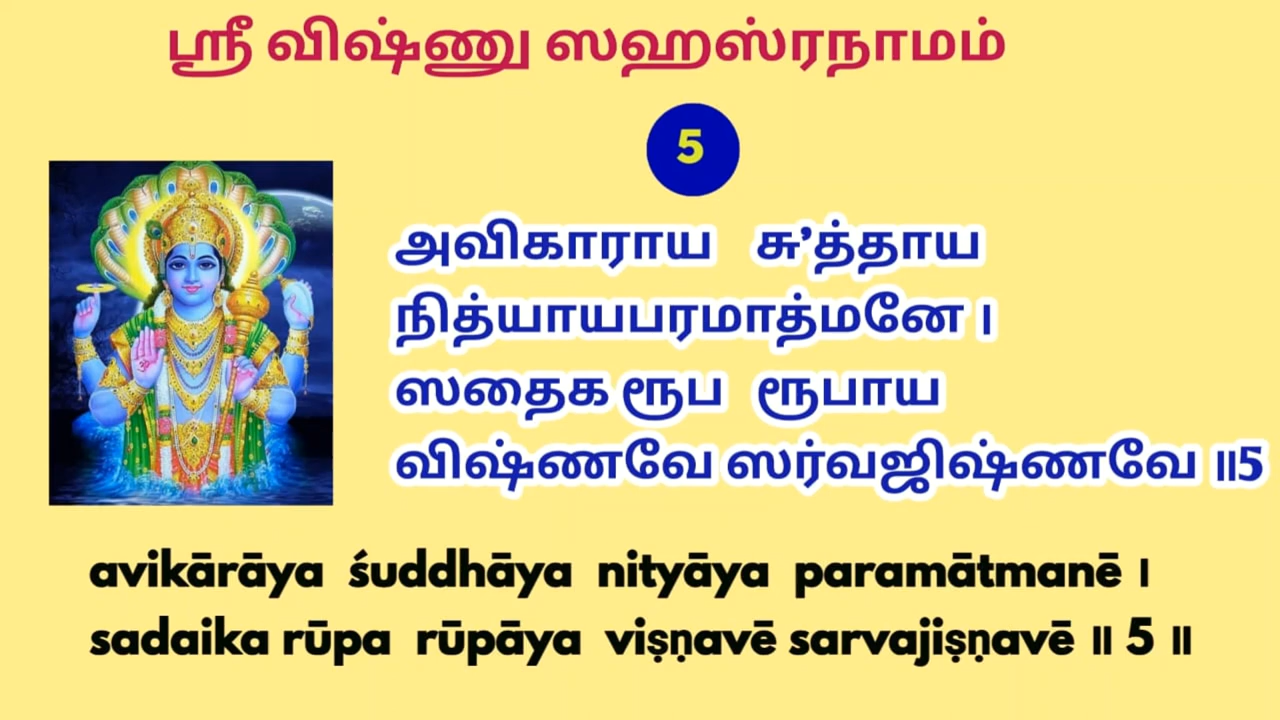 ஸ்ரீ விஷ்ணு ஸஹஸ்ரநாமம்
5
அவிகாராய சு’த்தாய
நித்யாயபரமாத்மனே ।
ஸதைக ரூப ரூபாய
விஷ்ணவே ஸர்வஜிஷ்ணவே ॥5
avikārāya śuddhāya nityāya paramātmanē ।
sadaika rūpa rūpāya viṣṇavē sarvajiṣṇavē ॥ 5 ॥